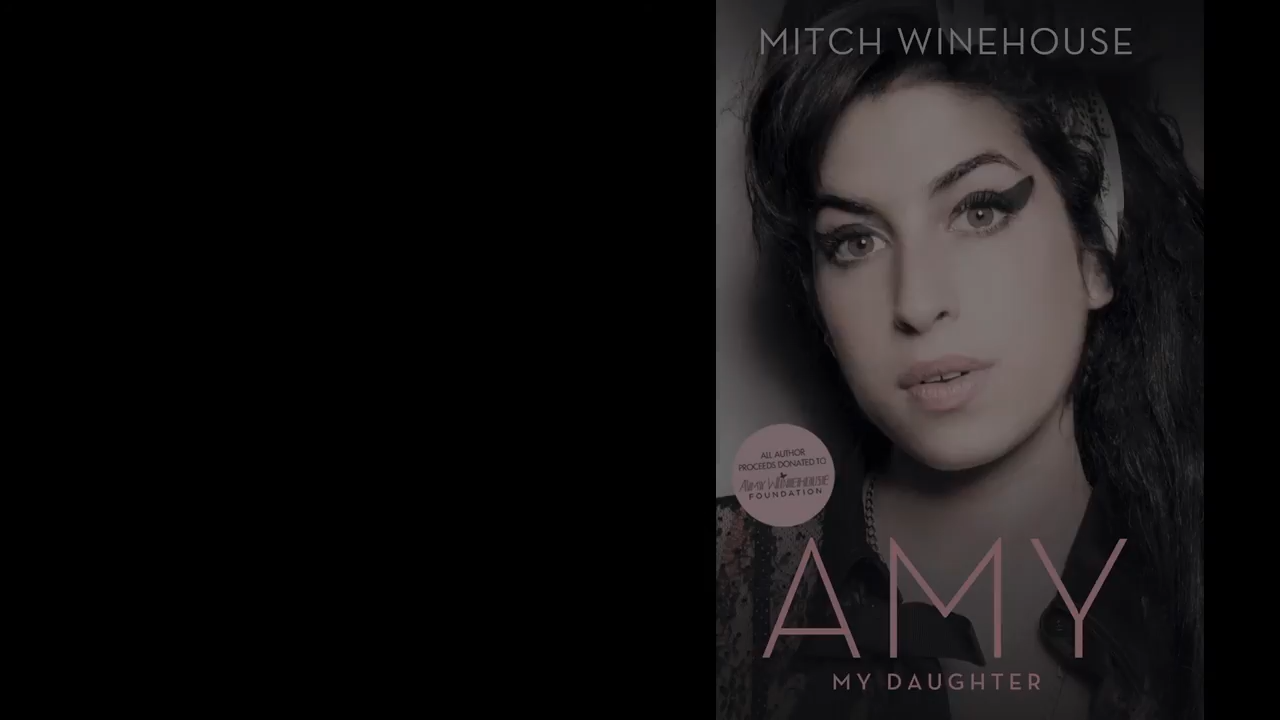 MITCH WINEHOUSE
ALL AUTHOR
PROCEEDS DONATED TO
AMY WINEHOUSE
FOUNDATION
AMY
MY DAUGHTER